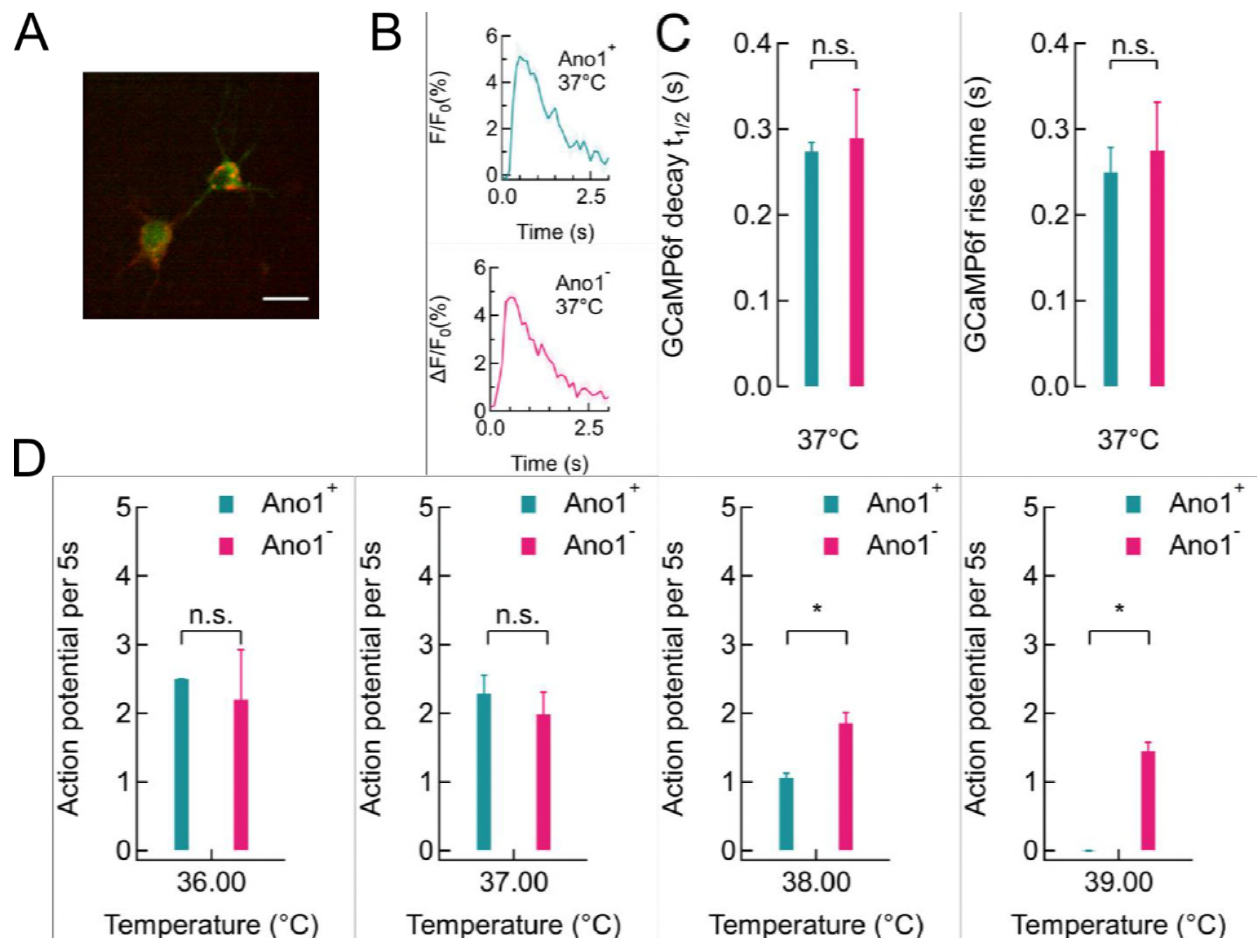 A
B
F/F₀(%)
6
4
2
0
Ano1⁺
37°C
0.0
2.5
Time (s)
ΔF/F₀(%)
6
4
2
0
Ano1⁻
37°C
0.0
2.5
Time (s)
C
GCaMP6f decay t₁/₂ (s)
0.4
0.3
0.2
0.1
0.0
n.s.
37°C
GCaMP6f rise time (s)
0.4
0.3
0.2
0.1
0.0
n.s.
37°C
D
Action potential per 5s
5
4
3
2
1
0
Ano1⁺
Ano1⁻
n.s.
36.00
Temperature (°C)
Action potential per 5s
5
4
3
2
1
0
Ano1⁺
Ano1⁻
n.s.
37.00
Temperature (°C)
Action potential per 5s
5
4
3
2
1
0
Ano1⁺
Ano1⁻
*
38.00
Temperature (°C)
Action potential per 5s
5
4
3
2
1
0
Ano1⁺
Ano1⁻
*
39.00
Temperature (°C)